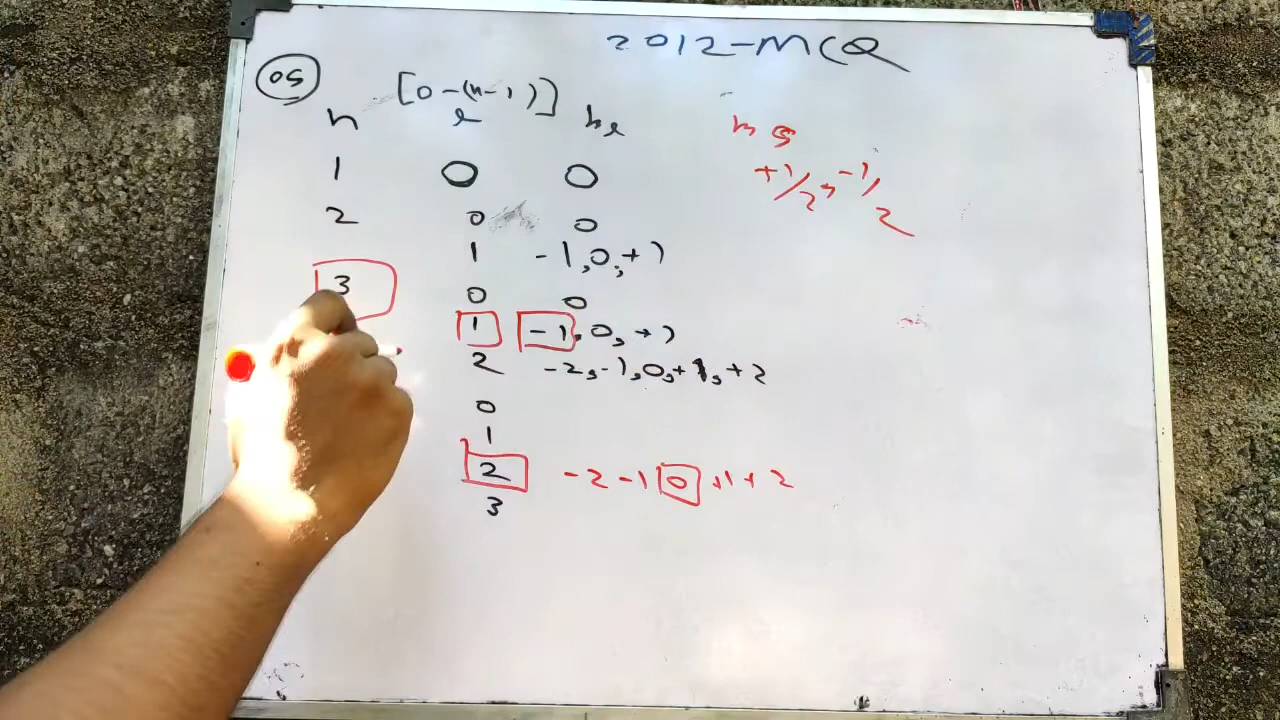 2012-MCQ
05
[0-(n-1)]
n l ml ms
1 0 0 +1/2, -1/2
2 0 0
1 -1,0,+1
3 0 0
1 -1,0,+1
2 -2,-1,0,+1,+2
0
1
2 -2 -1 0 +1 +2
3